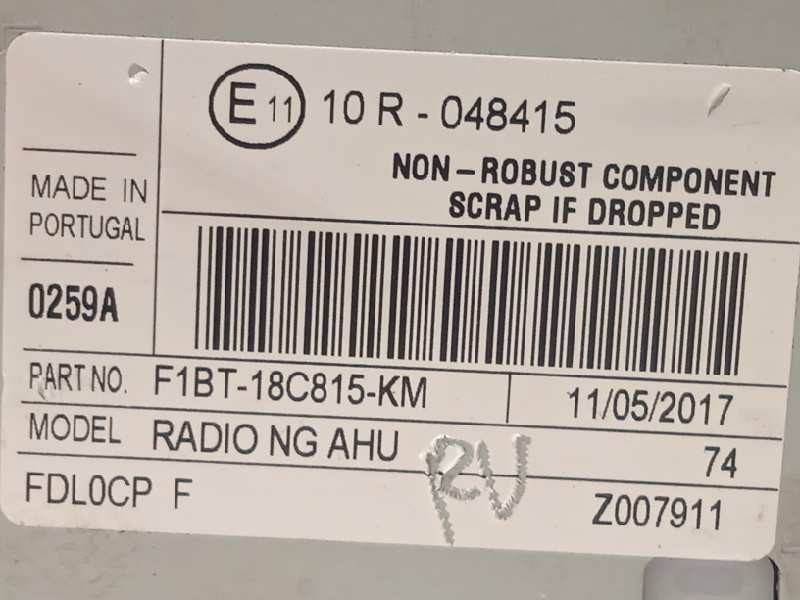 E 11 10 R - 048415
NON-ROBUST COMPONENT
SCRAP IF DROPPED
MADE IN
PORTUGAL
0259A
PART NO. F1BT-18C815-KM 11/05/2017
MODEL RADIO NG AHU 74
FDL0CP F Z007911